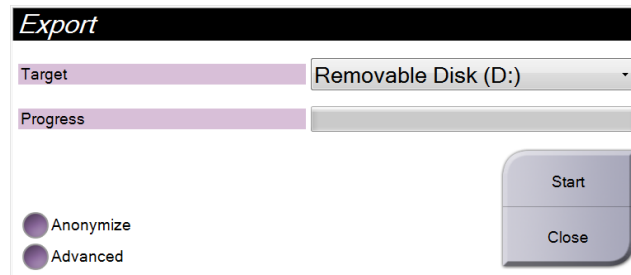 Export
Target
Removable Disk (D:)
Progress
Start
Anonymize
Close
Advanced